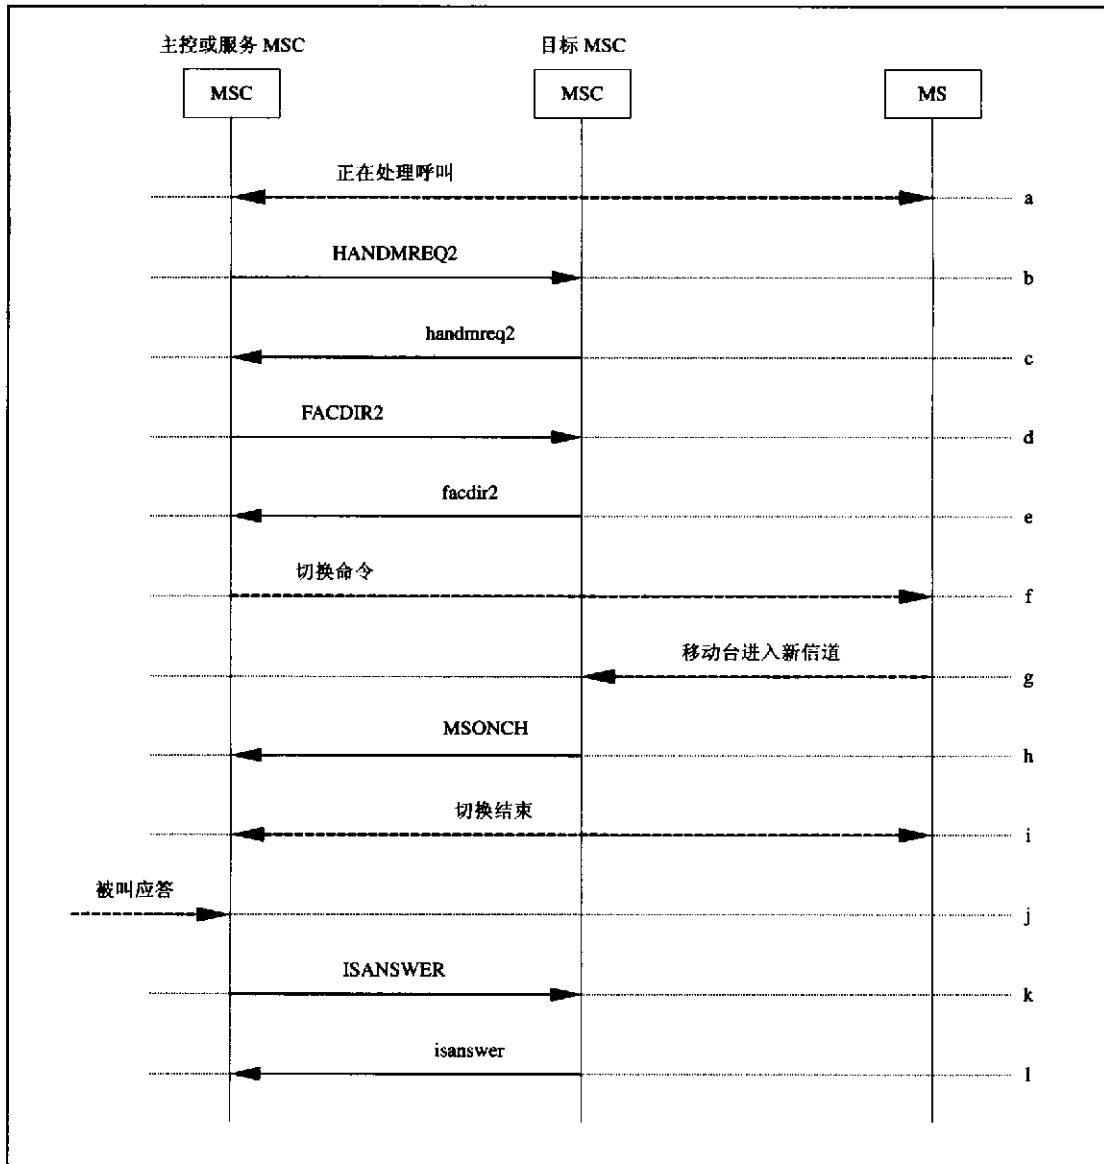 主控或服务 MSC
目标 MSC
MSC
MSC
MS
正在处理呼叫
a
HANDMREQ2
b
handmreq2
c
FACDIR2
d
facdir2
e
切换命令
f
移动台进入新信道
g
MSONCH
h
切换结束
i
被叫应答
j
ISANSWER
k
isanswer
l